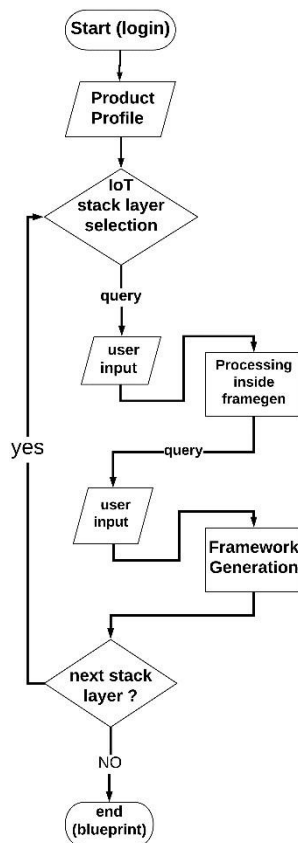 Start (login)
Product
Profile
IoT
stack layer
selection
query
user
input
Processing
inside
framegen
yes
query
user
input
Framework
Generation
next stack
layer ?
NO
end
(blueprint)